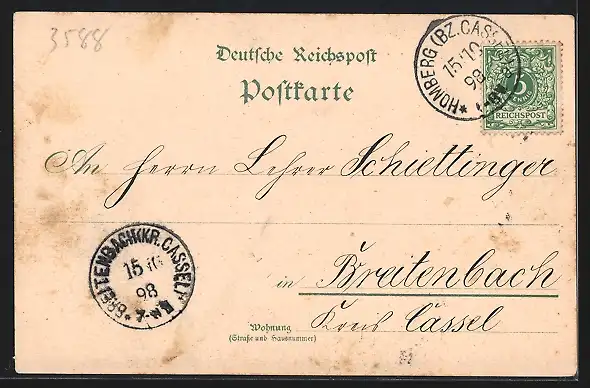 3588
Deutsche Reichspost
Postkarte
HOMBERG (BZ. CASSEL)
15 10
98
5
PFENNIG
REICHSPOST
An Herrn Lehrer Schiettinger
BREITENBACH (KR. CASSEL)
15 10
98
in Breitenbach
Wohnung
(Straße und Hausnummer)
Kreis Cassel